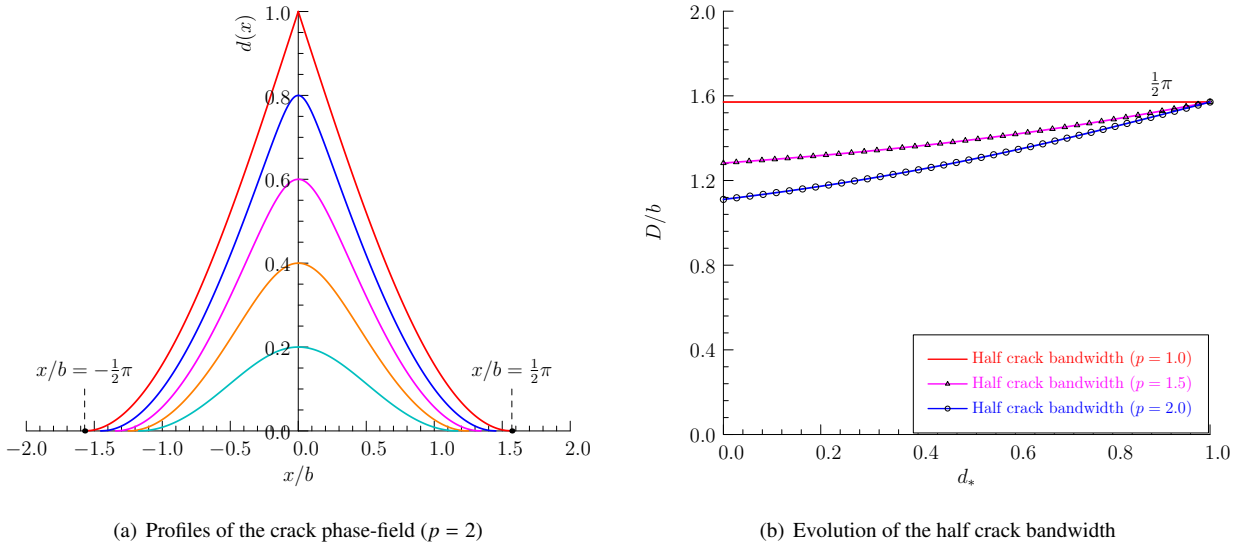 1.0
0.8
0.6
0.4
0.2
0.0
d(x)
x/b = −½π
x/b = ½π
−2.0 −1.5 −1.0 −0.5 0.0 0.5 1.0 1.5 2.0
x/b
(a) Profiles of the crack phase-field (p = 2)
2.0
1.6
1.2
0.8
0.4
0.0
D/b
½π
Half crack bandwidth (p = 1.0)
Half crack bandwidth (p = 1.5)
Half crack bandwidth (p = 2.0)
0.0 0.2 0.4 0.6 0.8 1.0
d*
(b) Evolution of the half crack bandwidth